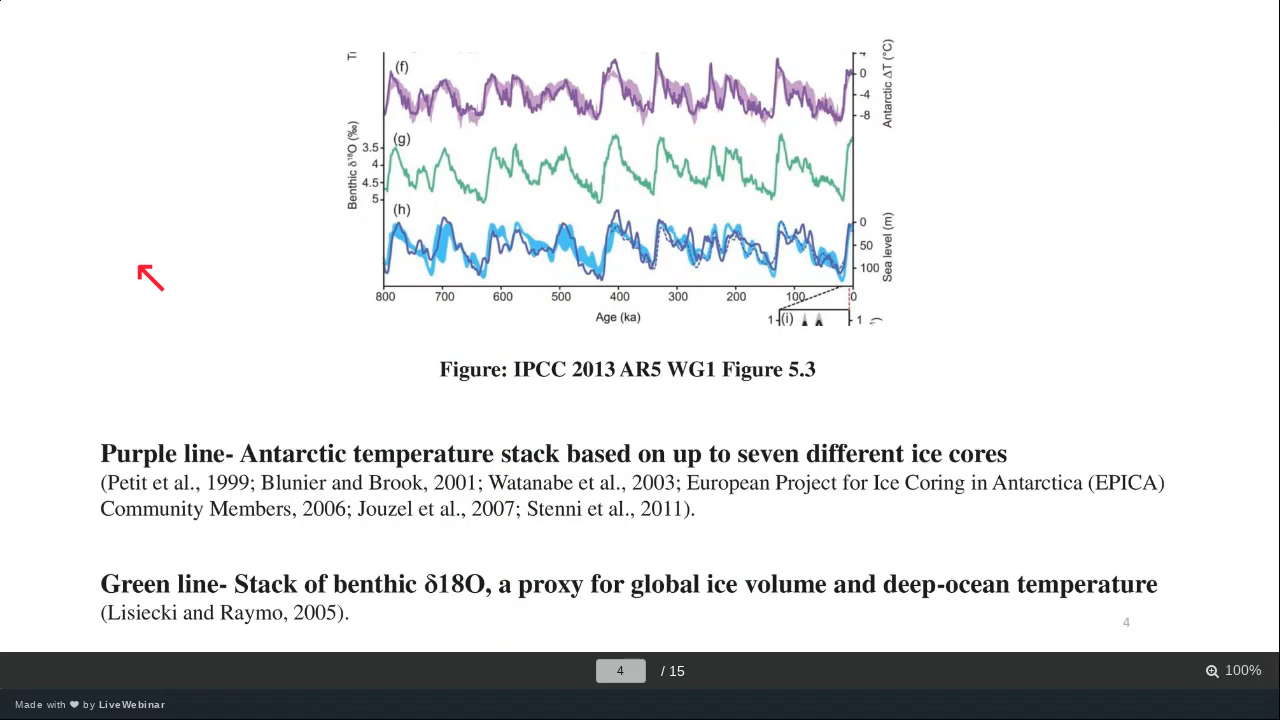 (f)
4
0
-4
-8
Antarctic ΔT (°C)
(g)
Benthic δ¹⁸O (‰)
3.5
4
4.5
5
(h)
0
50
100
Sea level (m)
800 700 600 500 400 300 200 100 0
Age (ka)
1 (i) 1
Figure: IPCC 2013 AR5 WG1 Figure 5.3
Purple line- Antarctic temperature stack based on up to seven different ice cores
(Petit et al., 1999; Blunier and Brook, 2001; Watanabe et al., 2003; European Project for Ice Coring in Antarctica (EPICA)
Community Members, 2006; Jouzel et al., 2007; Stenni et al., 2011).
Green line- Stack of benthic δ18O, a proxy for global ice volume and deep-ocean temperature
(Lisiecki and Raymo, 2005).
4
4 / 15
100%
Made with ❤ by LiveWebinar